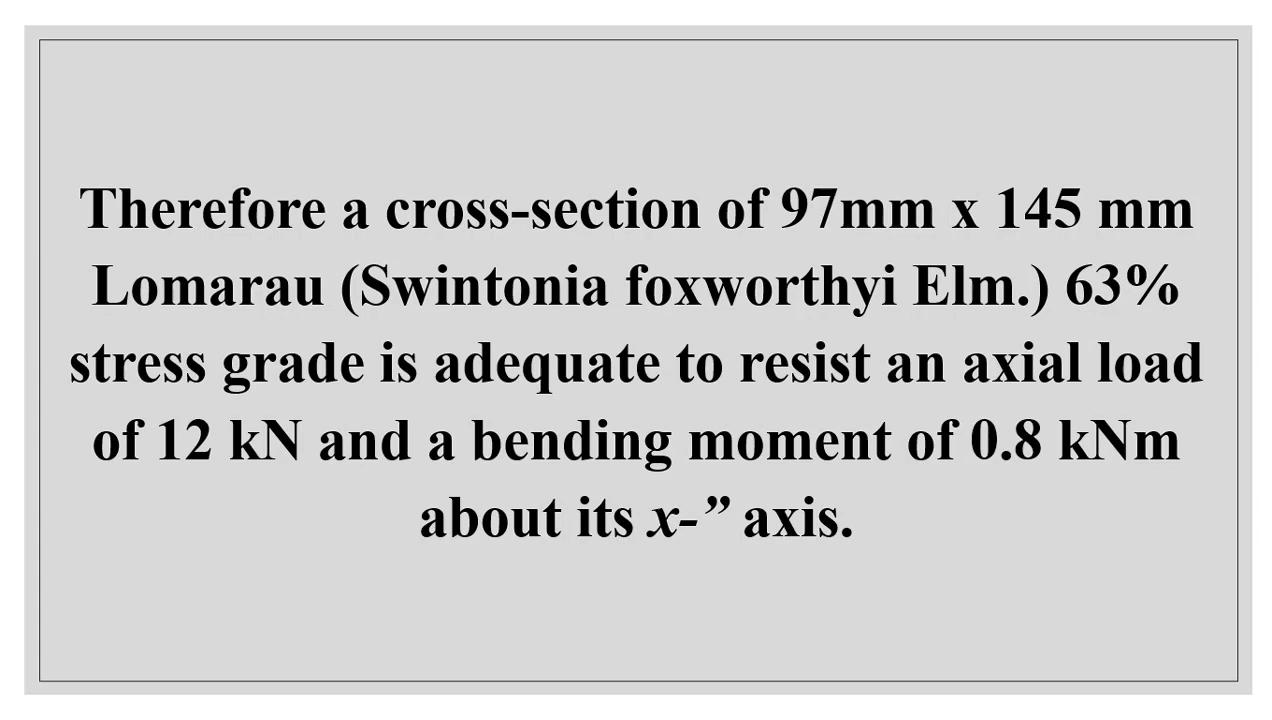 Therefore a cross-section of 97mm x 145 mm
Lomarau (Swintonia foxworthyi Elm.) 63%
stress grade is adequate to resist an axial load
of 12 kN and a bending moment of 0.8 kNm
about its x-” axis.